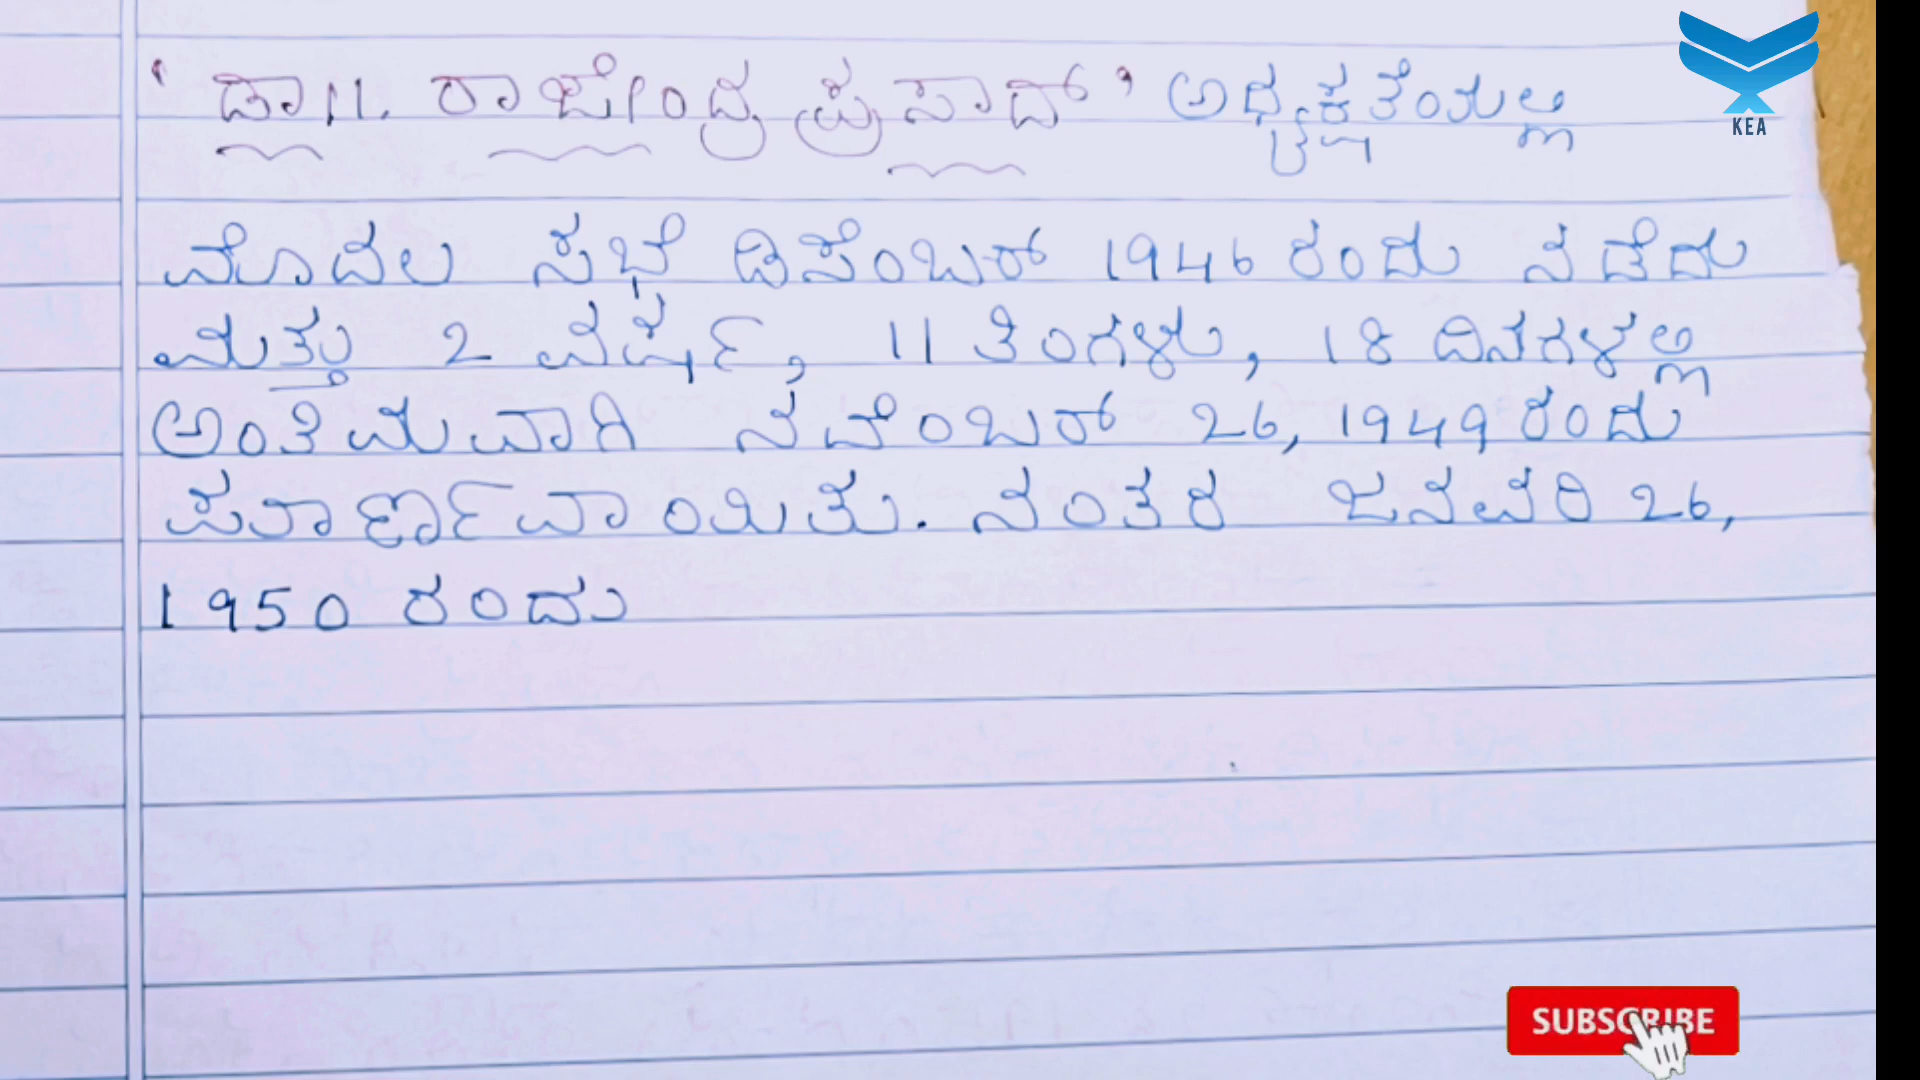 ' ಡಾ॥. ರಾಜೇಂದ್ರ ಪ್ರಸಾದ್ ' ಅಧ್ಯಕ್ಷತೆಯಲ್ಲಿ
ಮೊದಲ ಸಭೆ ಡಿಸೆಂಬರ್ 1946 ರಂದು ನಡೆದು
ಮತ್ತು 2 ವರ್ಷ, 11 ತಿಂಗಳು, 18 ದಿನಗಳಲ್ಲಿ
ಅಂತಿಮವಾಗಿ ನವೆಂಬರ್ 26, 1949 ರಂದು
ಪೂರ್ಣವಾಯಿತು. ನಂತರ ಜನವರಿ 26,
1950 ರಂದು
KEA
SUBSCRIBE